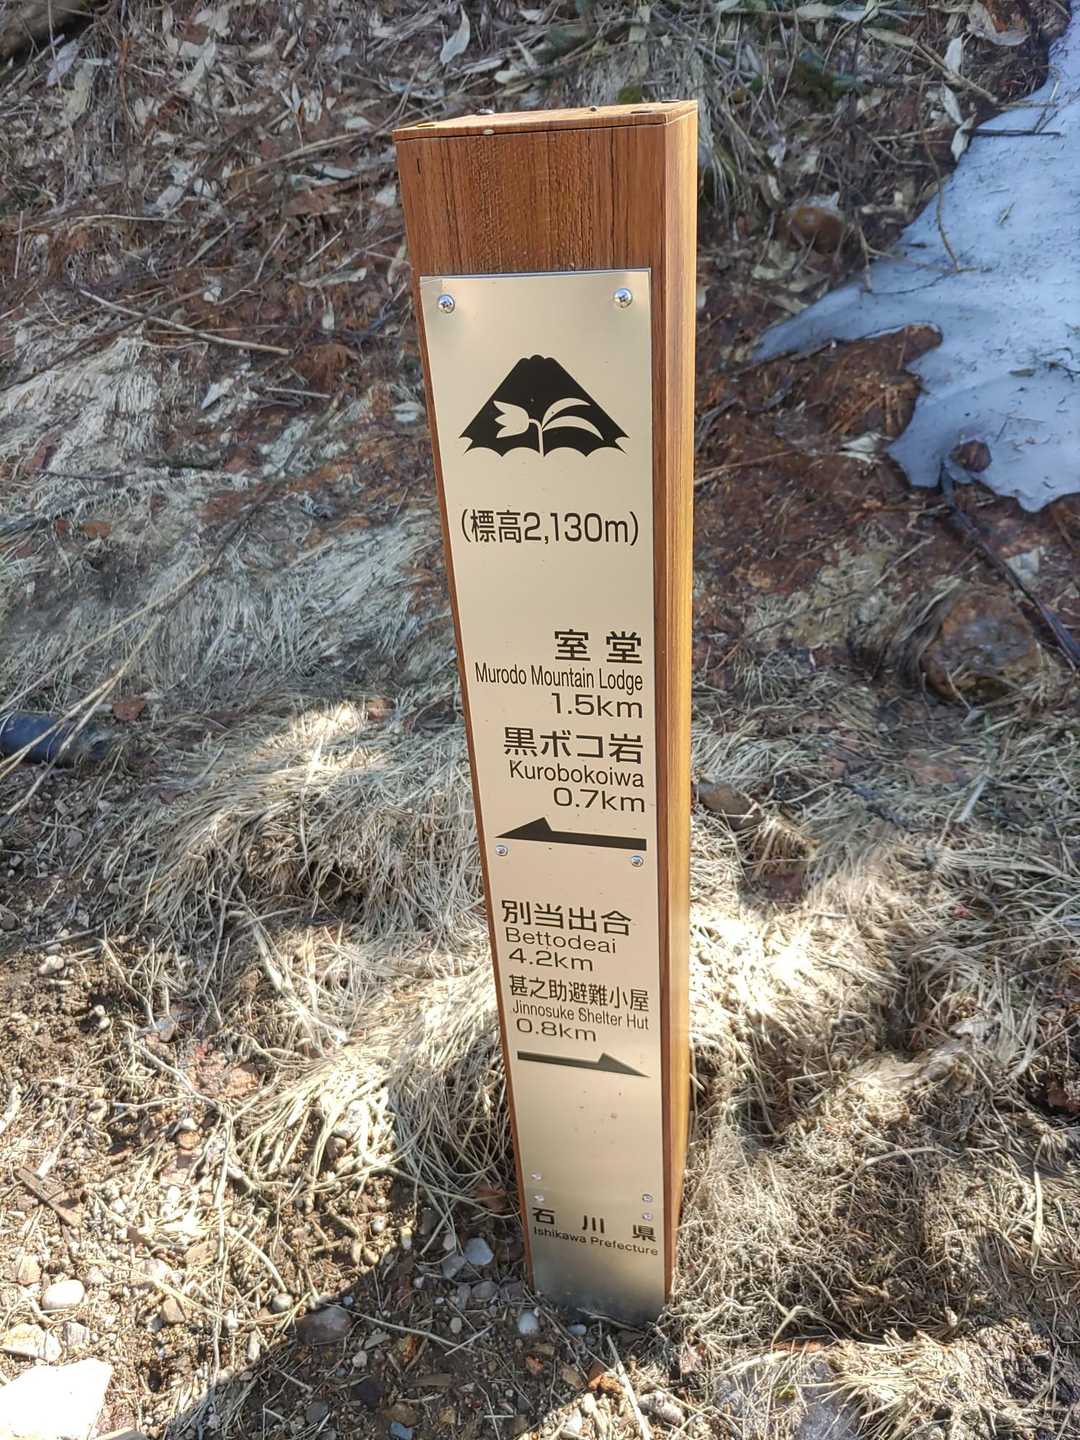 (標高2,130m)
室堂
Murodo Mountain Lodge
1.5km
黒ボコ岩
Kurobokoiwa
0.7km
別当出合
Bettodeai
4.2km
甚之助避難小屋
Jinnosuke Shelter Hut
0.8km
石川県
Ishikawa Prefecture